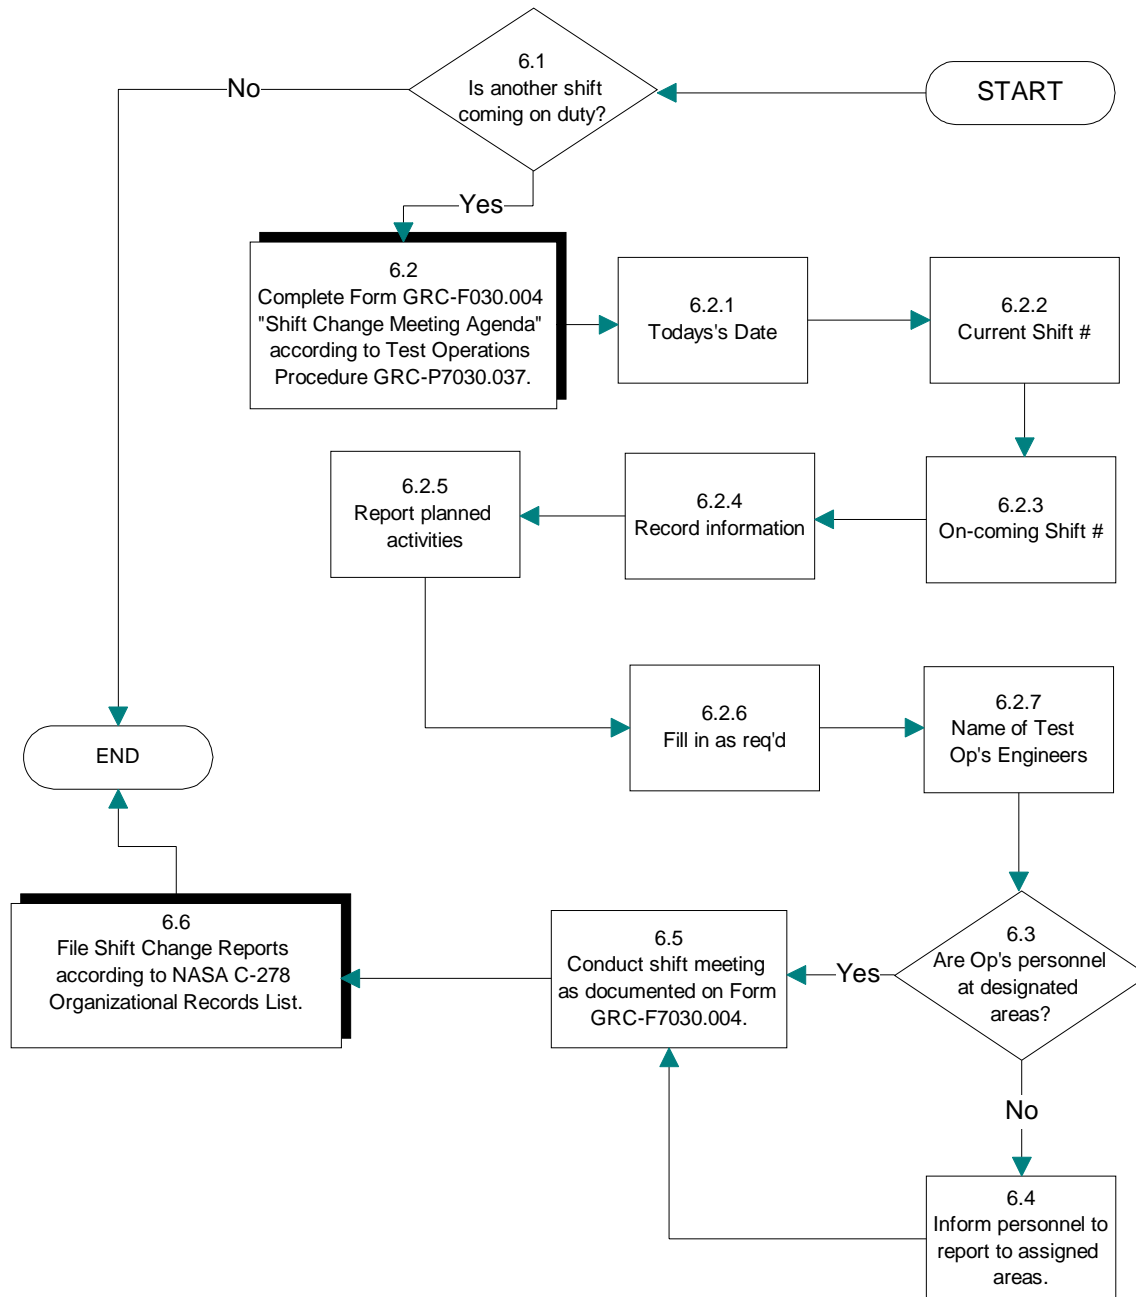 START
6.1
Is another shift
coming on duty?
No
Yes
6.2
Complete Form GRC-F030.004
"Shift Change Meeting Agenda"
according to Test Operations
Procedure GRC-P7030.037.
6.2.1
Todays's Date
6.2.2
Current Shift #
6.2.3
On-coming Shift #
6.2.4
Record information
6.2.5
Report planned
activities
6.2.6
Fill in as req'd
6.2.7
Name of Test
Op's Engineers
6.3
Are Op's personnel
at designated
areas?
Yes
No
6.4
Inform personnel to
report to assigned
areas.
6.5
Conduct shift meeting
as documented on Form
GRC-F7030.004.
6.6
File Shift Change Reports
according to NASA C-278
Organizational Records List.
END